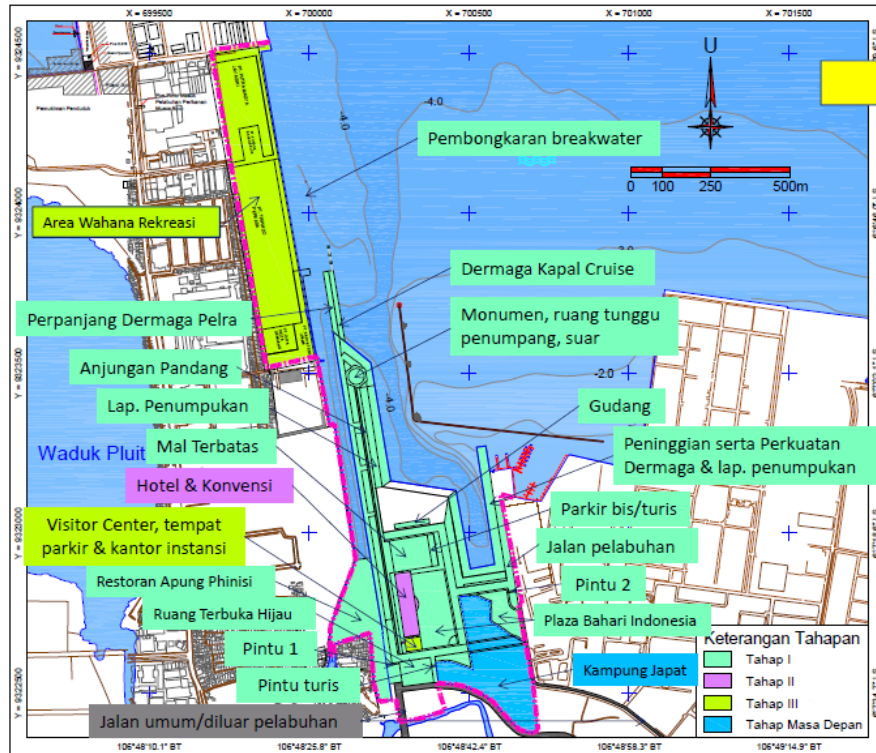 X = 699500
X = 700000
X = 700500
X = 701000
X = 701500
Y = 9324500
U
-4.0
-4.0
Pembongkaran breakwater
0 100 250 500m
Y = 9324000
Area Wahana Rekreasi
Dermaga Kapal Cruise
Perpanjang Dermaga Pelra
Monumen, ruang tunggu
penumpang, suar
Y = 9323500
Anjungan Pandang
-2.0
-4.0
Lap. Penumpukan
Gudang
Mal Terbatas
Peninggian serta Perkuatan
Dermaga & lap. penumpukan
Waduk Pluit
Hotel & Konvensi
Parkir bis/turis
Y = 9323000
Visitor Center, tempat
parkir & kantor instansi
Jalan pelabuhan
Restoran Apung Phinisi
Pintu 2
Ruang Terbuka Hijau
Plaza Bahari Indonesia
Pintu 1
Keterangan Tahapan
Tahap I
Tahap II
Tahap III
Tahap Masa Depan
Kampung Japat
Pintu turis
Y = 9322500
Jalan umum/diluar pelabuhan
106°48'10.1" BT
106°48'25.8" BT
106°48'42.4" BT
106°48'58.3" BT
106°49'14.9" BT